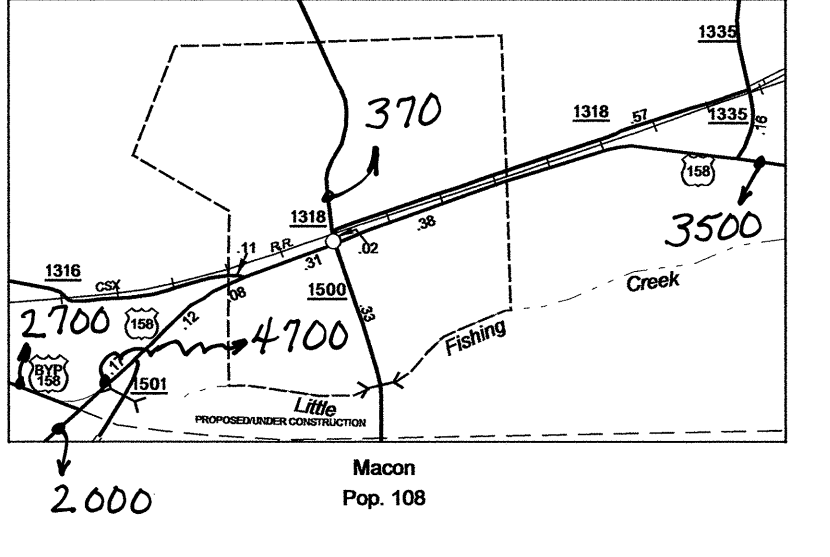 1335
370
1318
.57
1335
.16
158
3500
1318
.02
.38
R.R.
.11
.31
1316
CSX
.08
1500
.33
Creek
2700
158
.12
4700
Fishing
BYP
158
.17
1501
Little
PROPOSED/UNDER CONSTRUCTION
2000
Macon
Pop. 108